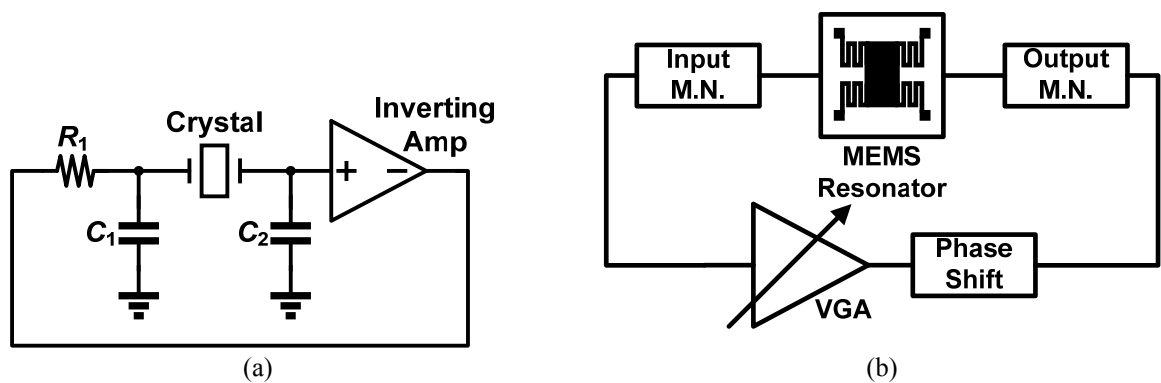 R1
Crystal
Inverting
Amp
+ −
C1
C2
(a)
Input
M.N.
Output
M.N.
MEMS
Resonator
VGA
Phase
Shift
(b)